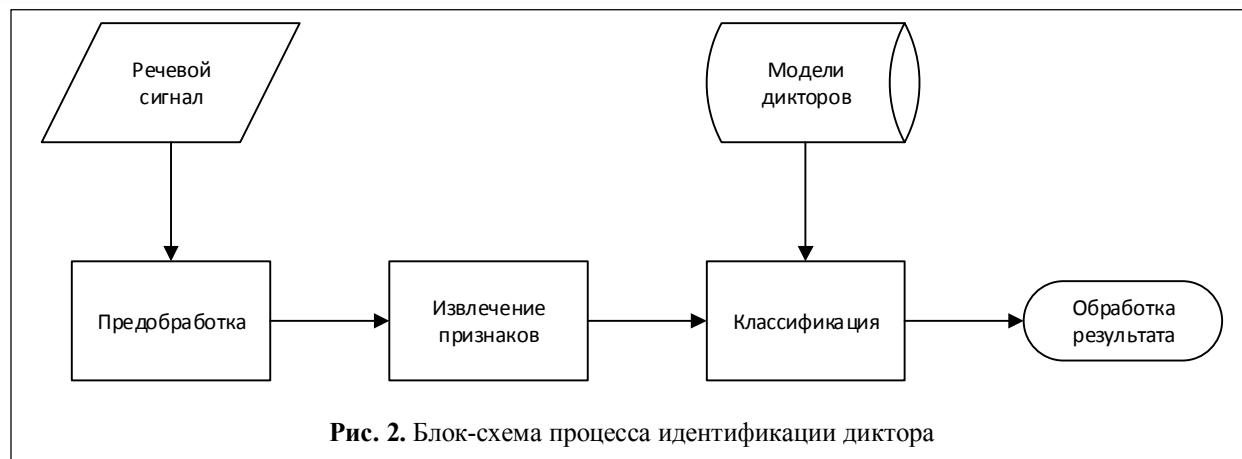 Речевой
сигнал
Модели
дикторов
Предобработка
Извлечение
признаков
Классификация
Обработка
результата
Рис. 2. Блок-схема процесса идентификации диктора